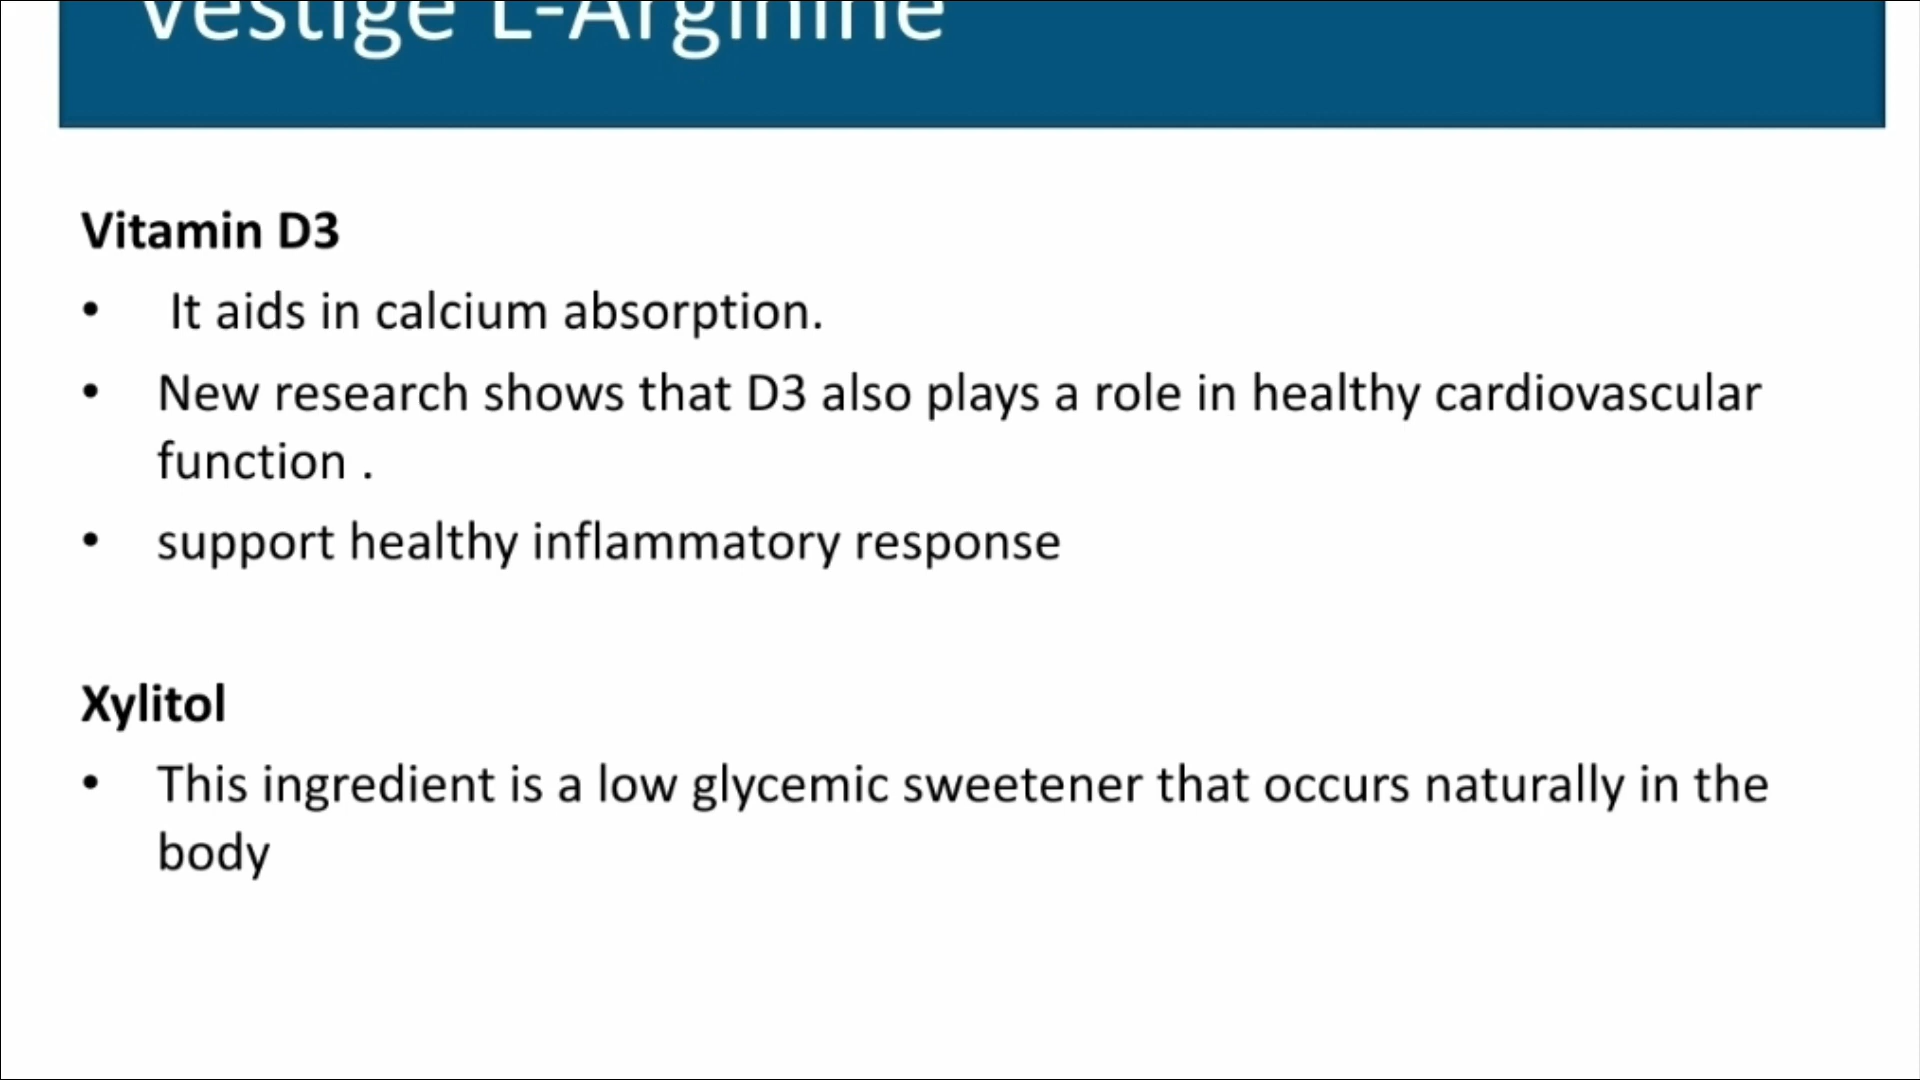 Vestige L-Arginine
Vitamin D3
• It aids in calcium absorption.
• New research shows that D3 also plays a role in healthy cardiovascular
function .
• support healthy inflammatory response
Xylitol
• This ingredient is a low glycemic sweetener that occurs naturally in the
body